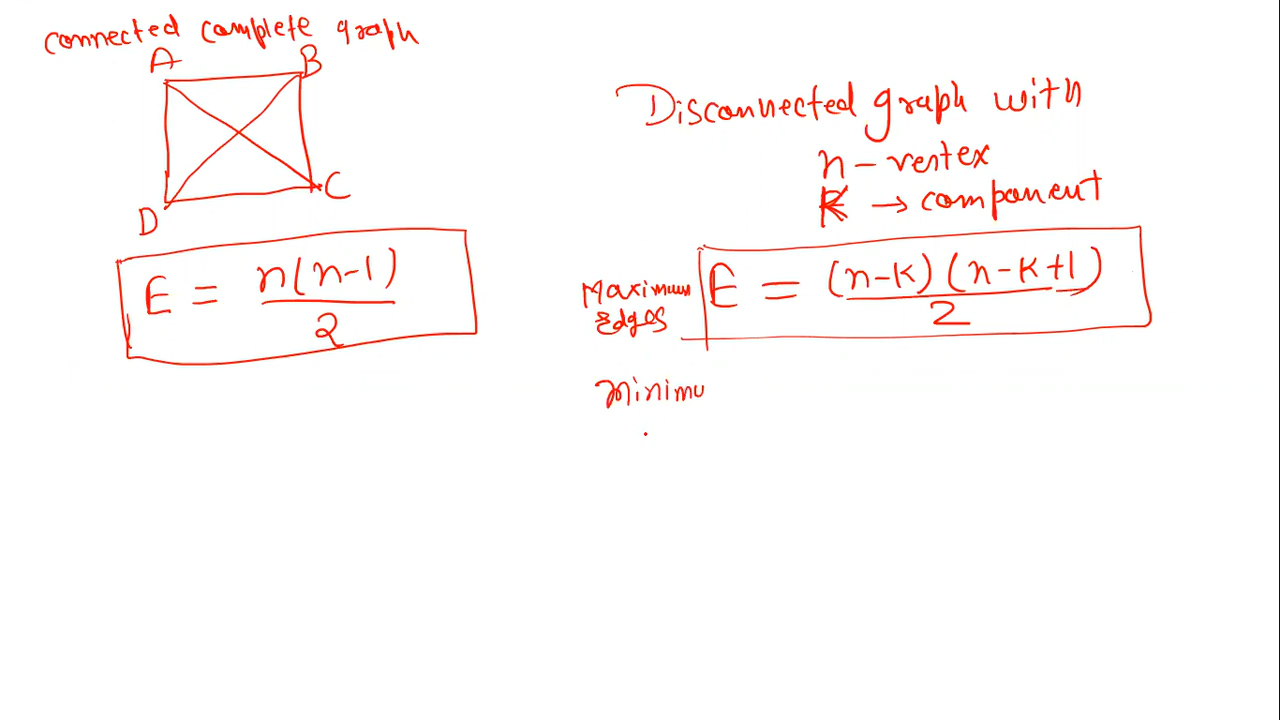 connected complete graph
A
B
C
D
E = n(n-1)
2
Disconnected graph with
n - vertex
K → component
Maximum
Edges
E = (n-K)(n-K+1)
2
Minimu